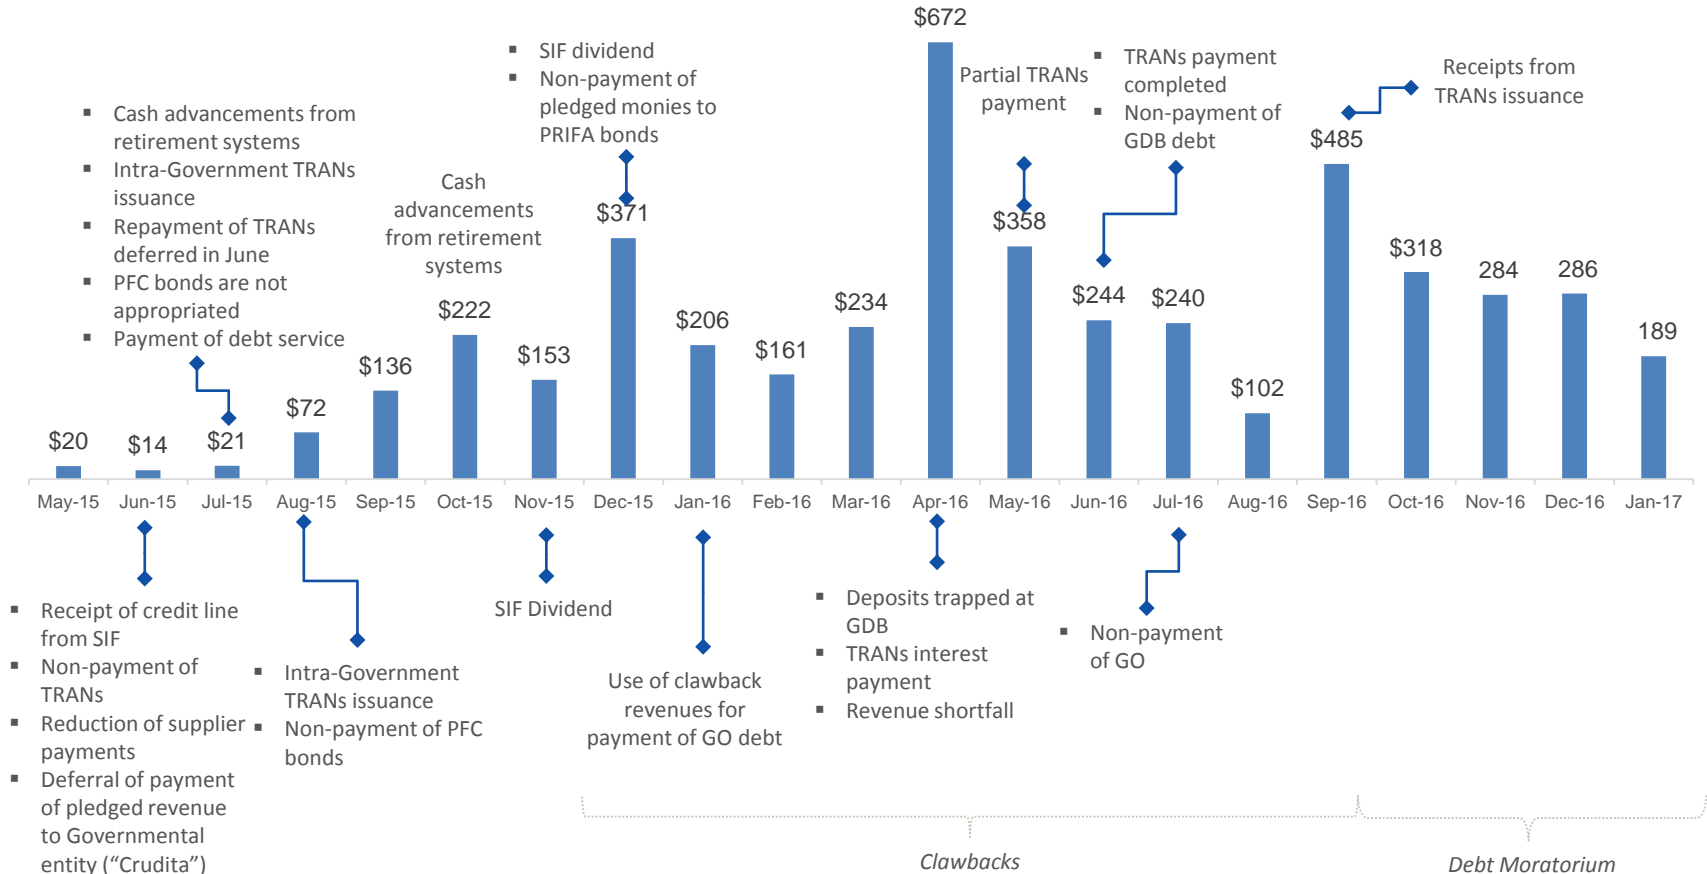 ▪ Cash advancements from
retirement systems
▪ Intra-Government TRANs
issuance
▪ Repayment of TRANs
deferred in June
▪ PFC bonds are not
appropriated
▪ Payment of debt service
Cash
advancements
from retirement
systems
▪ SIF dividend
▪ Non-payment of
pledged monies to
PRIFA bonds
Partial TRANs
payment
▪ TRANs payment
completed
▪ Non-payment of
GDB debt
Receipts from
TRANs issuance
$20
$14
$21
$72
$136
$222
$153
$371
$206
$161
$234
$672
$358
$244
$240
$102
$485
$318
284
286
189
May-15
Jun-15
Jul-15
Aug-15
Sep-15
Oct-15
Nov-15
Dec-15
Jan-16
Feb-16
Mar-16
Apr-16
May-16
Jun-16
Jul-16
Aug-16
Sep-16
Oct-16
Nov-16
Dec-16
Jan-17
▪ Receipt of credit line
from SIF
▪ Non-payment of
TRANs
▪ Reduction of supplier
payments
▪ Deferral of payment
of pledged revenue
to Governmental
entity (“Crudita”)
▪ Intra-Government
TRANs issuance
▪ Non-payment of PFC
bonds
SIF Dividend
Use of clawback
revenues for
payment of GO debt
▪ Deposits trapped at
GDB
▪ TRANs interest
payment
▪ Revenue shortfall
▪ Non-payment
of GO
Clawbacks
Debt Moratorium